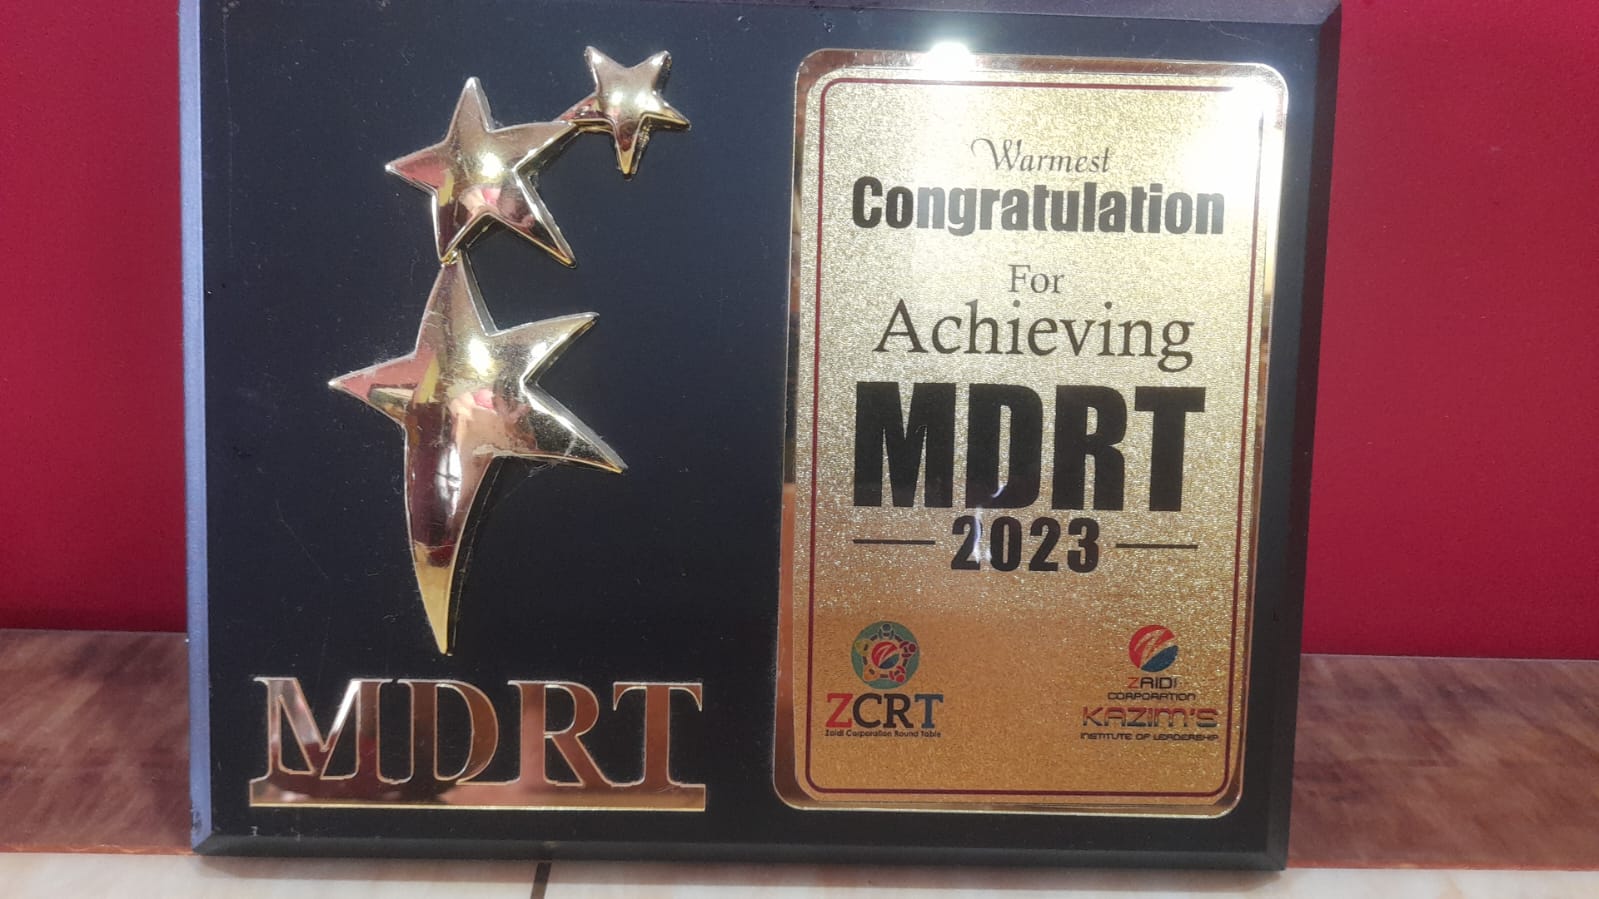 MDRT
Warmest
Congratulation
For
Achieving
MDRT
2023
ZCRT
Zaidi Corporation Round Table
ZAIDI
CORPORATION
KAZIM'S
INSTITUTE OF LEADERSHIP